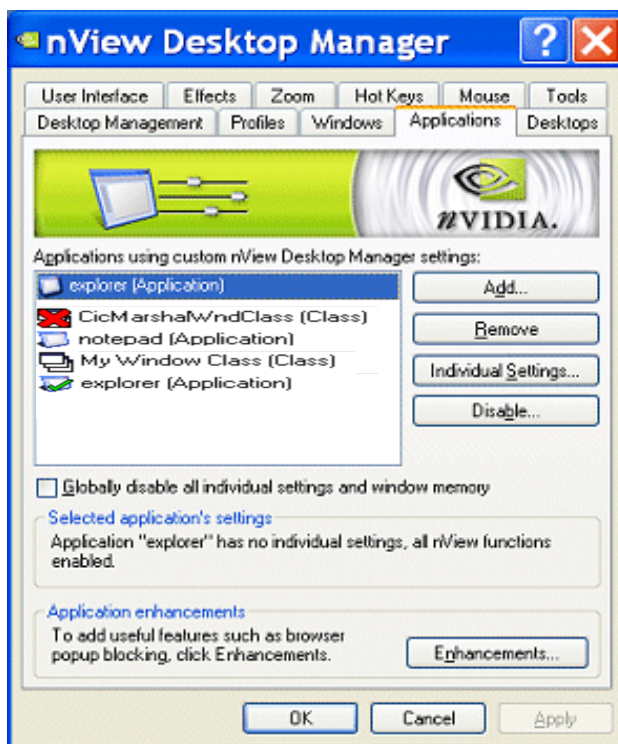 nView Desktop Manager
User Interface Effects Zoom Hot Keys Mouse Tools
Desktop Management Profiles Windows Applications Desktops
nVIDIA.
Applications using custom nView Desktop Manager settings:
explorer (Application)
CicMarshalWndClass (Class)
notepad (Application)
My Window Class (Class)
explorer (Application)
Add...
Remove
Individual Settings...
Disable...
Globally disable all individual settings and window memory
Selected application's settings
Application "explorer" has no individual settings, all nView functions
enabled.
Application enhancements
To add useful features such as browser
popup blocking, click Enhancements.
Enhancements...
OK Cancel Apply